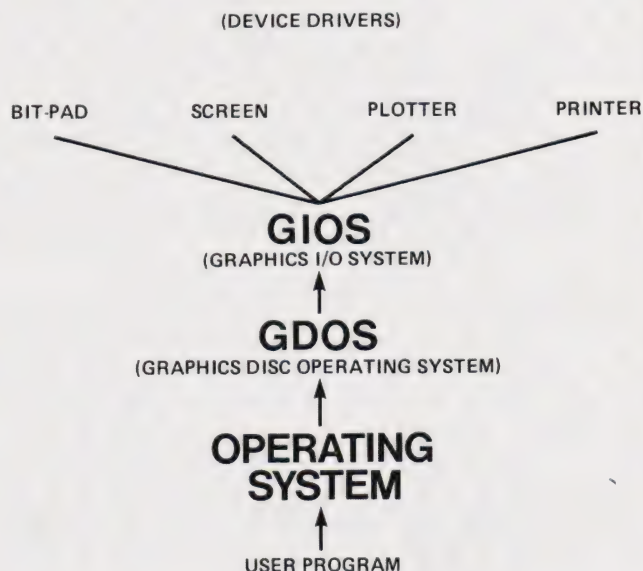 (DEVICE DRIVERS)
BIT-PAD SCREEN PLOTTER PRINTER
GIOS
(GRAPHICS I/O SYSTEM)
GDOS
(GRAPHICS DISC OPERATING SYSTEM)
OPERATING
SYSTEM
USER PROGRAM